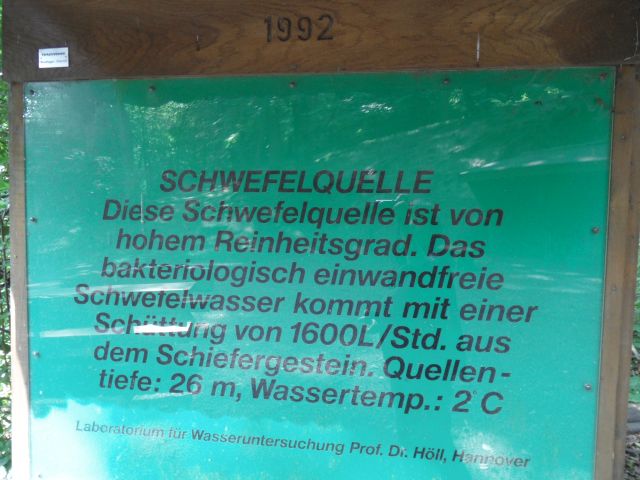 1992
SCHWEFELQUELLE
Diese Schwefelquelle ist von
hohem Reinheitsgrad. Das
bakteriologisch einwandfreie
Schwefelwasser kommt mit einer
Schüttung von 1600L/Std. aus
dem Schiefergestein. Quellen-
tiefe: 26 m, Wassertemp.: 2°C
Laboratorium für Wasseruntersuchung Prof. Dr. Höll, Hannover